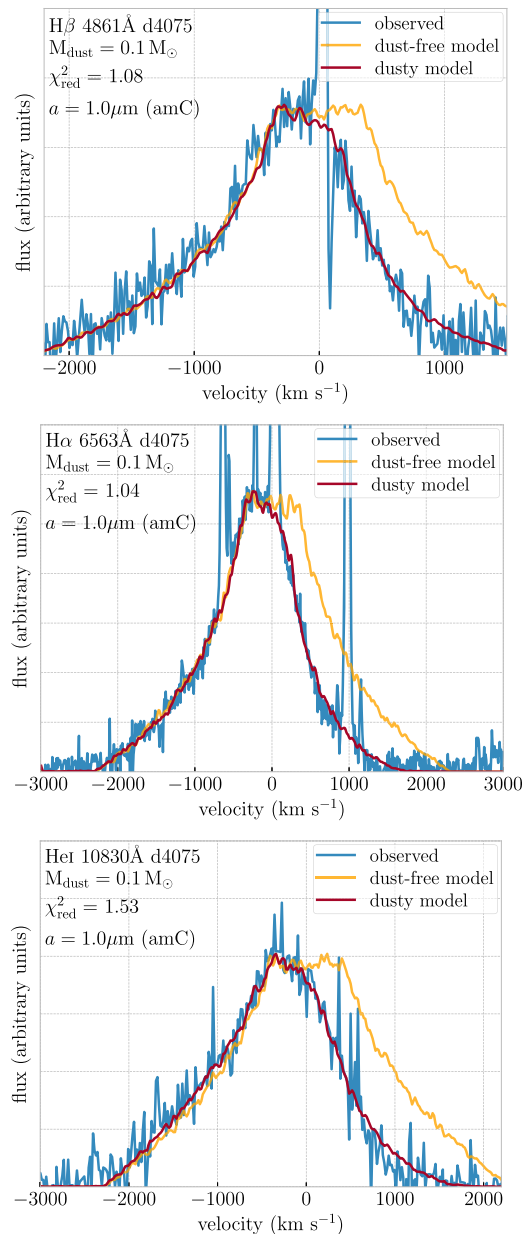 Hβ 4861Å d4075
M_dust = 0.1 M_⊙
χ²_red = 1.08
a = 1.0μm (amC)
observed
dust-free model
dusty model
flux (arbitrary units)
−2000 −1000 0 1000
velocity (km s⁻¹)
Hα 6563Å d4075
M_dust = 0.1 M_⊙
χ²_red = 1.04
a = 1.0μm (amC)
observed
dust-free model
dusty model
flux (arbitrary units)
−3000 −2000 −1000 0 1000 2000 3000
velocity (km s⁻¹)
HeI 10830Å d4075
M_dust = 0.1 M_⊙
χ²_red = 1.53
a = 1.0μm (amC)
observed
dust-free model
dusty model
flux (arbitrary units)
−3000 −2000 −1000 0 1000 2000
velocity (km s⁻¹)